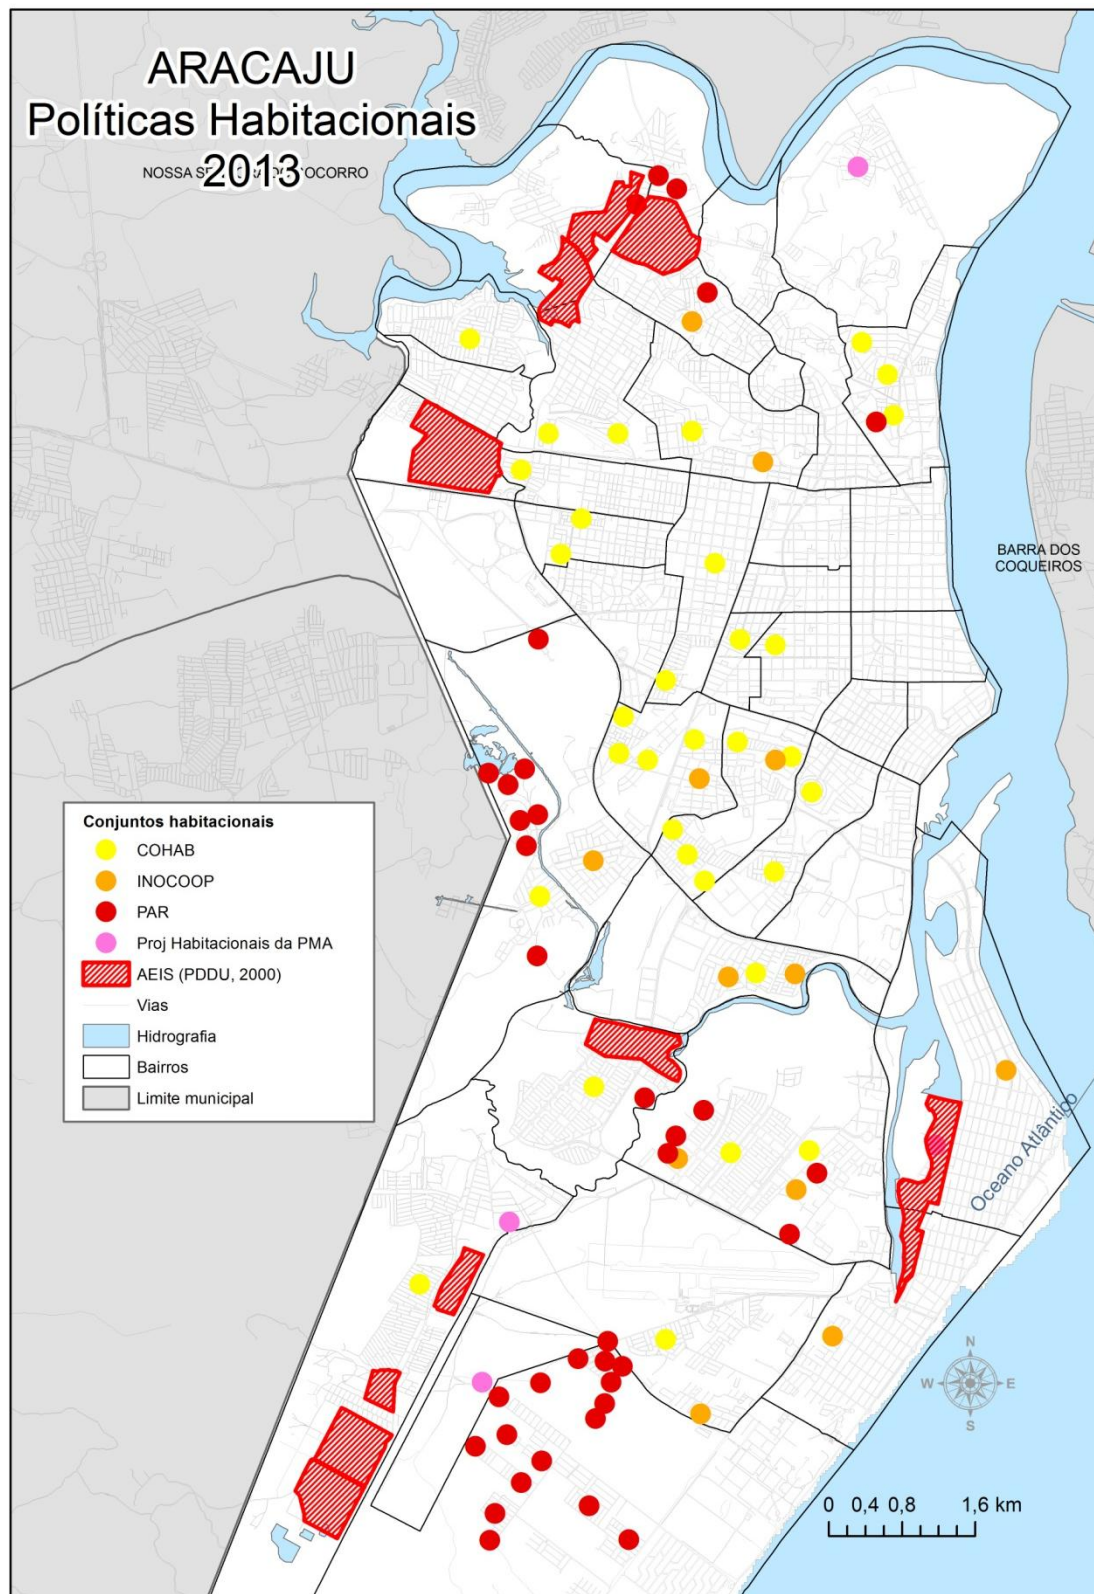 ARACAJU
Políticas Habitacionais
2013
NOSSA SE OCORRO
BARRA DOS
COQUEIROS
Conjuntos habitacionais
COHAB
INOCOOP
PAR
Proj Habitacionais da PMA
AEIS (PDDU, 2000)
Vias
Hidrografia
Bairros
Limite municipal
Oceano Atlântico
N
W
E
S
0 0,4 0,8 1,6 km